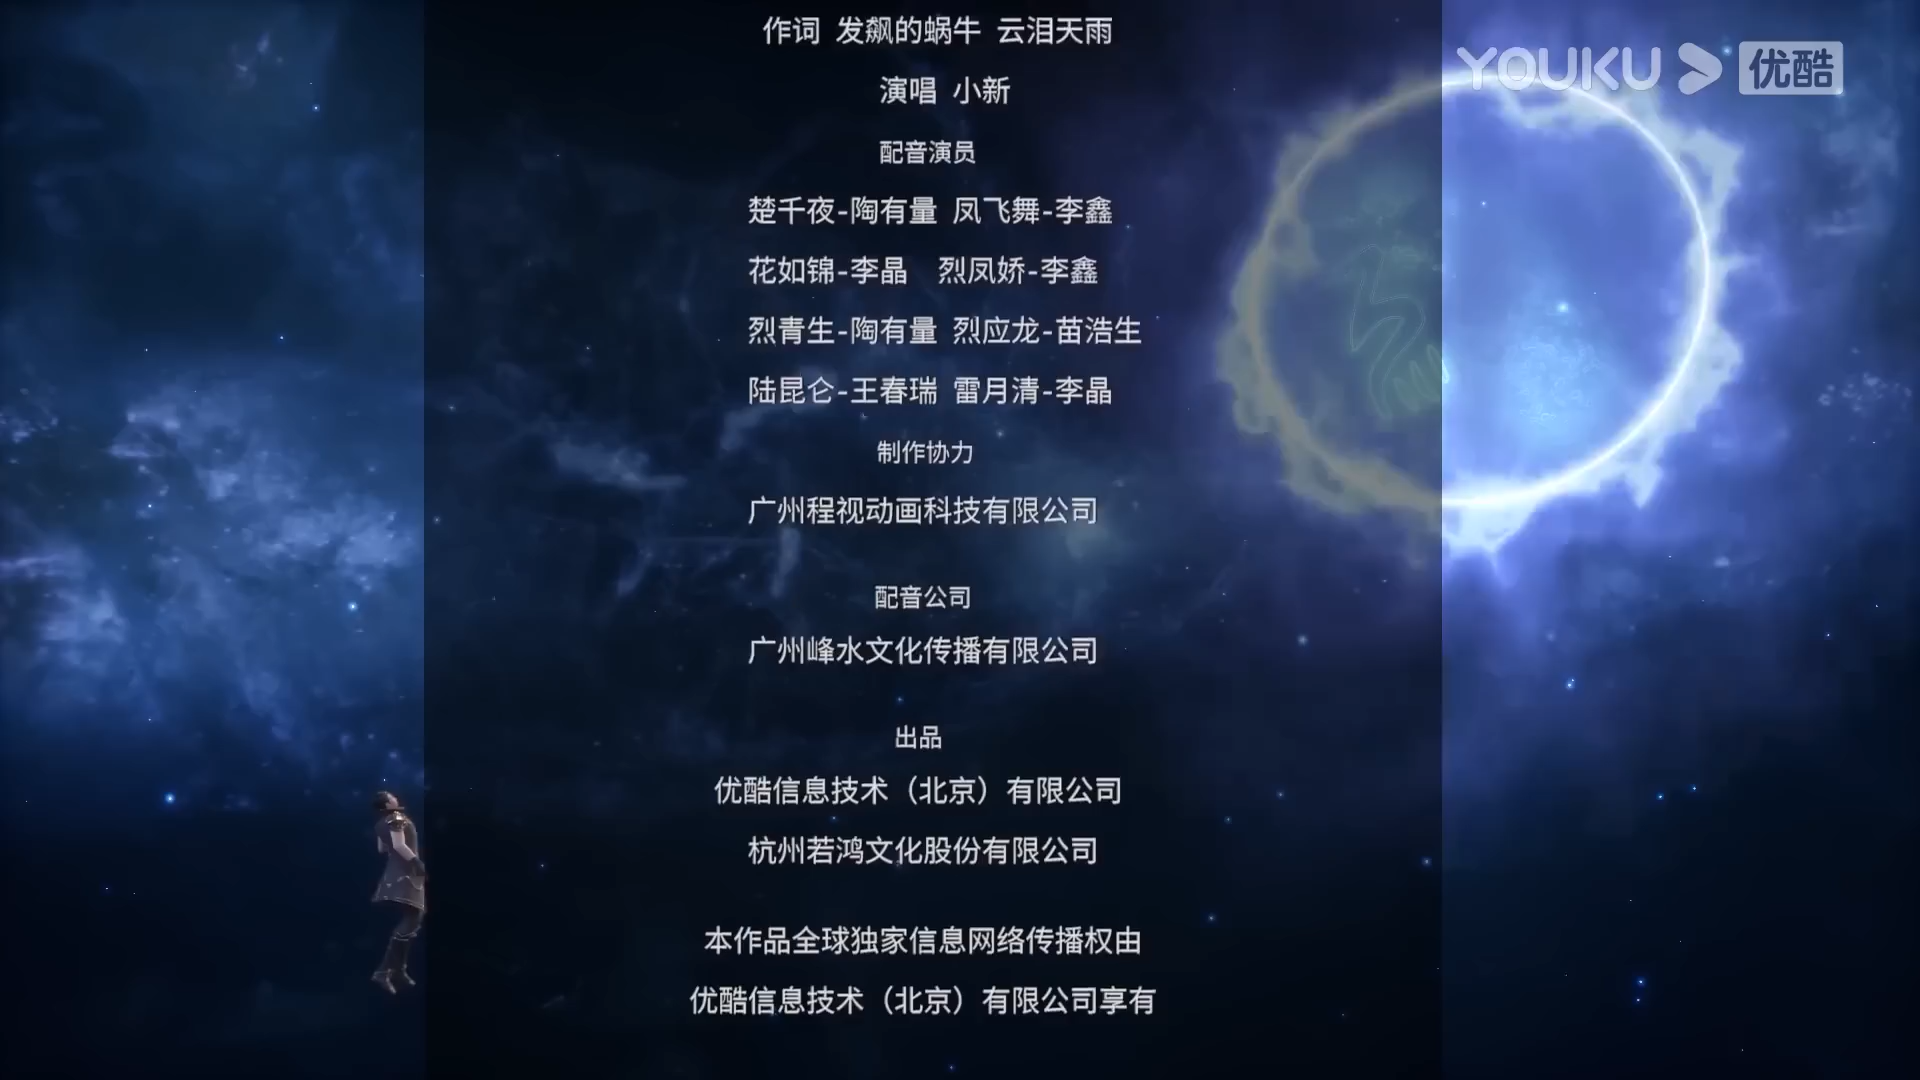 作词 发飙的蜗牛 云泪天雨
YOUKU 优酷
演唱 小新
配音演员
楚千夜-陶有量 凤飞舞-李鑫
花如锦-李晶 烈凤娇-李鑫
烈青生-陶有量 烈应龙-苗浩生
陆昆仑-王春瑞 雷月清-李晶
制作协力
广州程视动画科技有限公司
配音公司
广州峰水文化传播有限公司
出品
优酷信息技术（北京）有限公司
杭州若鸿文化股份有限公司
本作品全球独家信息网络传播权由
优酷信息技术（北京）有限公司享有